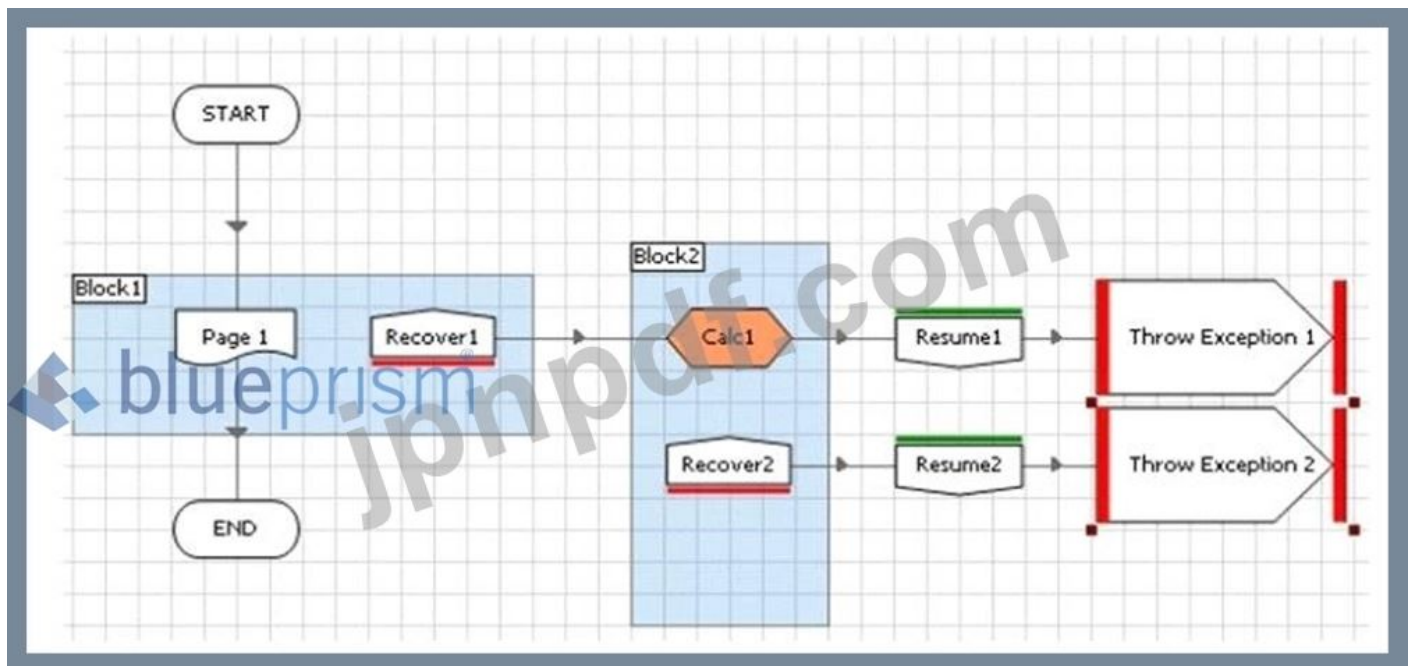 START
Block2
Block1
Page 1
Recover1
Calc1
Resume1
Throw Exception 1
blueprism®
jpnpdf.com
Recover2
Resume2
Throw Exception 2
END